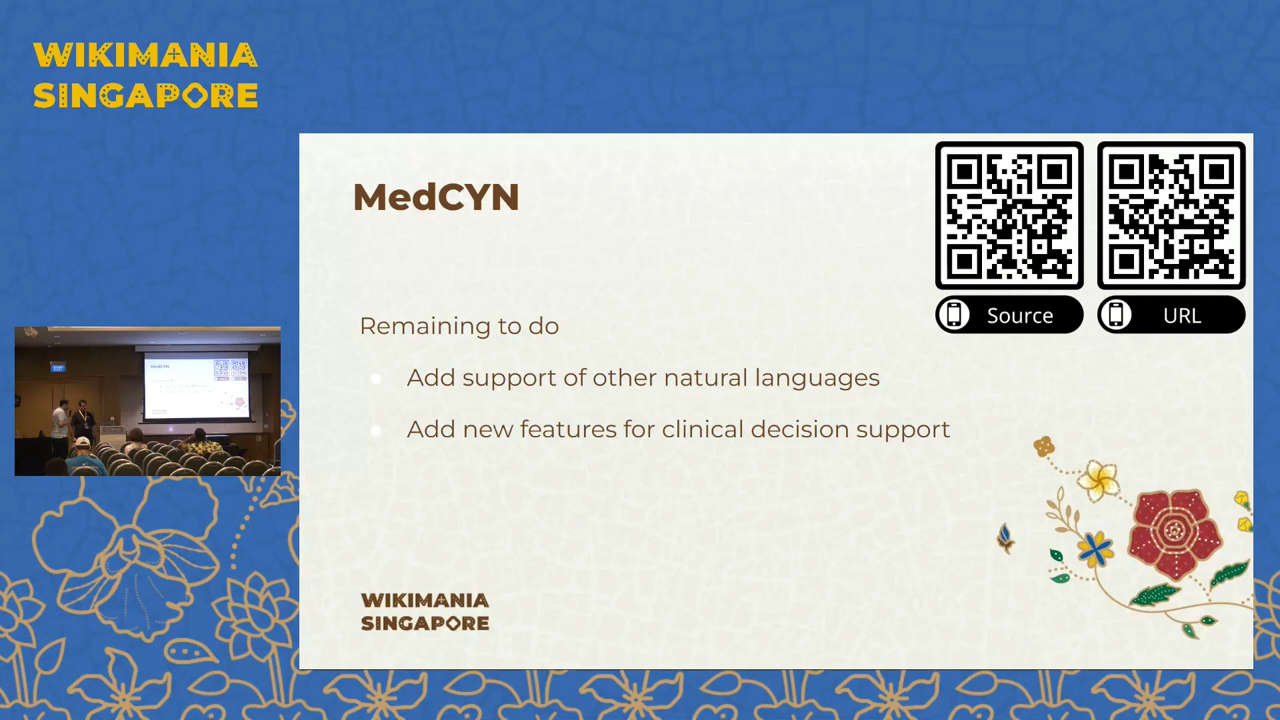 WIKIMANIA
SINGAPORE
MedCYN
Source
URL
Remaining to do
Add support of other natural languages
Add new features for clinical decision support
WIKIMANIA
SINGAPORE